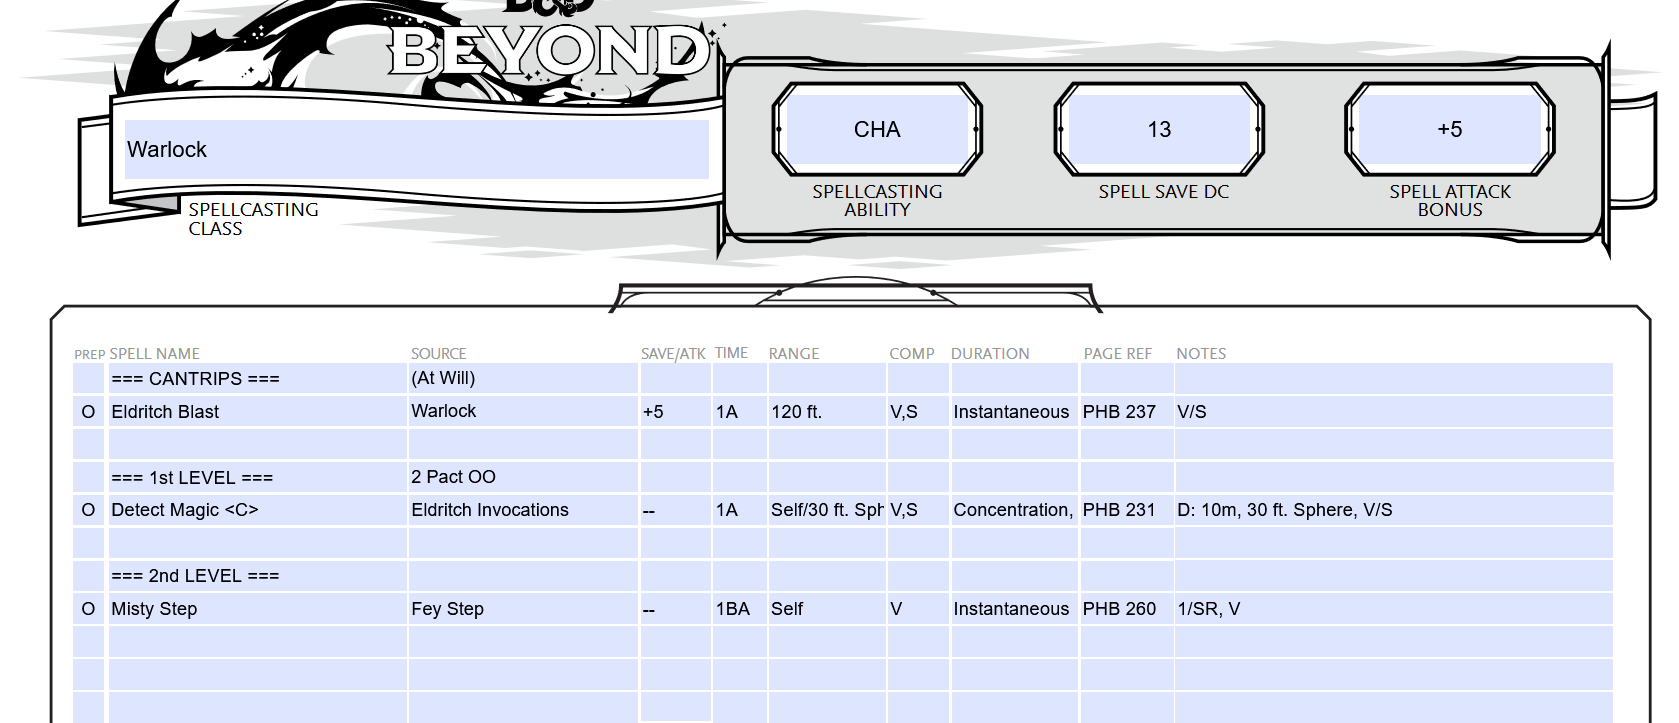 D&D
BEYOND
Warlock
SPELLCASTING
CLASS
CHA
SPELLCASTING
ABILITY
13
SPELL SAVE DC
+5
SPELL ATTACK
BONUS
PREP SPELL NAME SOURCE SAVE/ATK TIME RANGE COMP DURATION PAGE REF NOTES
=== CANTRIPS === (At Will)
O Eldritch Blast Warlock +5 1A 120 ft. V,S Instantaneous PHB 237 V/S
=== 1st LEVEL === 2 Pact OO
O Detect Magic <C> Eldritch Invocations -- 1A Self/30 ft. Sph V,S Concentration, PHB 231 D: 10m, 30 ft. Sphere, V/S
=== 2nd LEVEL ===
O Misty Step Fey Step -- 1BA Self V Instantaneous PHB 260 1/SR, V